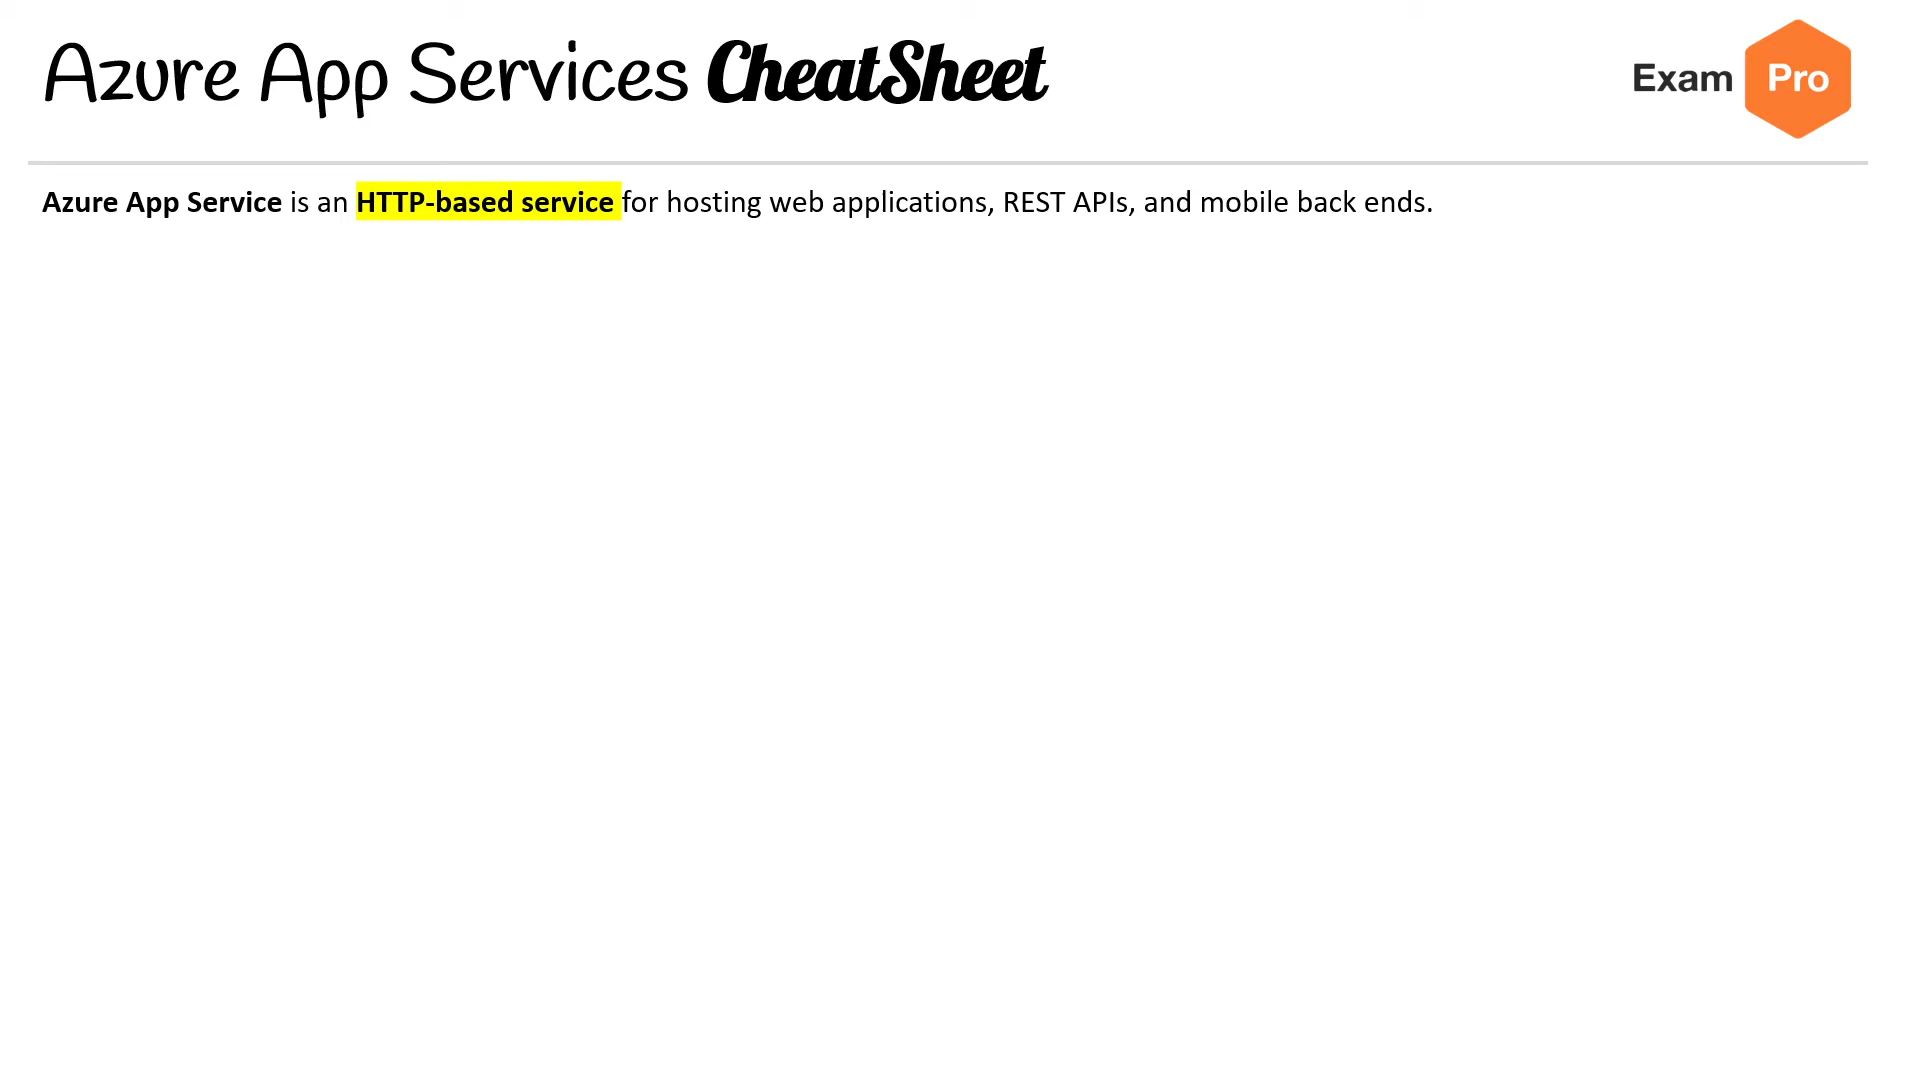 Azure App Services CheatSheet
Exam Pro
Azure App Service is an HTTP-based service for hosting web applications, REST APIs, and mobile back ends.